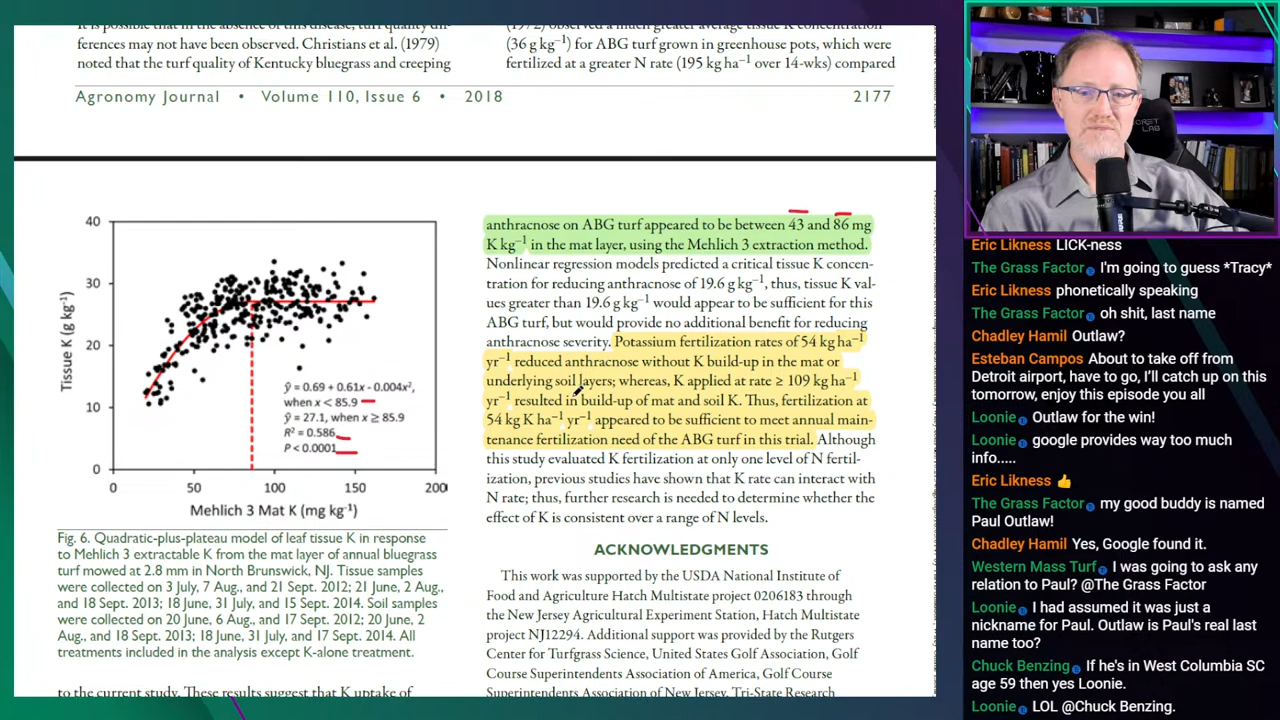 It is possible that in the absence of this disease, turf quality dif-
ferences may not have been observed. Christians et al. (1979)
noted that the turf quality of Kentucky bluegrass and creeping
(1972) observed a much greater average tissue K concentration
(36 g kg−1) for ABG turf grown in greenhouse pots, which were
fertilized at a greater N rate (195 kg ha−1 over 14-wks) compared
Agronomy Journal • Volume 110, Issue 6 • 2018
2177
40
30
20
10
0
Tissue K (g kg-1)
ŷ = 0.69 + 0.61x - 0.004x2,
when x < 85.9
ŷ = 27.1, when x ≥ 85.9
R2 = 0.586
P < 0.0001
0 50 100 150 200
Mehlich 3 Mat K (mg kg-1)
Fig. 6. Quadratic-plus-plateau model of leaf tissue K in response
to Mehlich 3 extractable K from the mat layer of annual bluegrass
turf mowed at 2.8 mm in North Brunswick, NJ. Tissue samples
were collected on 3 July, 7 Aug., and 21 Sept. 2012; 21 June, 2 Aug.,
and 18 Sept. 2013; 18 June, 31 July, and 15 Sept. 2014. Soil samples
were collected on 20 June, 6 Aug., and 17 Sept. 2012; 20 June, 2
Aug., and 18 Sept. 2013; 18 June, 31 July, and 17 Sept. 2014. All
treatments included in the analysis except K-alone treatment.
to the current study. These results suggest that K uptake of
anthracnose on ABG turf appeared to be between 43 and 86 mg
K kg−1 in the mat layer, using the Mehlich 3 extraction method.
Nonlinear regression models predicted a critical tissue K concen-
tration for reducing anthracnose of 19.6 g kg−1, thus, tissue K val-
ues greater than 19.6 g kg−1 would appear to be sufficient for this
ABG turf, but would provide no additional benefit for reducing
anthracnose severity. Potassium fertilization rates of 54 kg ha−1
yr−1 reduced anthracnose without K build-up in the mat or
underlying soil layers; whereas, K applied at rate ≥ 109 kg ha−1
yr−1 resulted in build-up of mat and soil K. Thus, fertilization at
54 kg K ha−1 yr−1 appeared to be sufficient to meet annual main-
tenance fertilization need of the ABG turf in this trial. Although
this study evaluated K fertilization at only one level of N fertil-
ization, previous studies have shown that K rate can interact with
N rate; thus, further research is needed to determine whether the
effect of K is consistent over a range of N levels.
ACKNOWLEDGMENTS
This work was supported by the USDA National Institute of
Food and Agriculture Hatch Multistate project 0206183 through
the New Jersey Agricultural Experiment Station, Hatch Multistate
project NJ12294. Additional support was provided by the Rutgers
Center for Turfgrass Science, United States Golf Association, Golf
Course Superintendents Association of America, Golf Course
Superintendents Association of New Jersey, Tri-State Research
Eric Likness LICK-ness
The Grass Factor I'm going to guess *Tracy*
Eric Likness phonetically speaking
The Grass Factor oh shit, last name
Chadley Hamil Outlaw?
Esteban Campos About to take off from
Detroit airport, have to go, I'll catch up on this
tomorrow, enjoy this episode you all
Loonie Outlaw for the win!
Loonie google provides way too much
info.....
Eric Likness 👍
The Grass Factor my good buddy is named
Paul Outlaw!
Chadley Hamil Yes, Google found it.
Western Mass Turf I was going to ask any
relation to Paul? @The Grass Factor
Loonie I had assumed it was just a
nickname for Paul. Outlaw is Paul's real last
name too?
Chuck Benzing If he's in West Columbia SC
age 59 then yes Loonie.
Loonie LOL @Chuck Benzing.